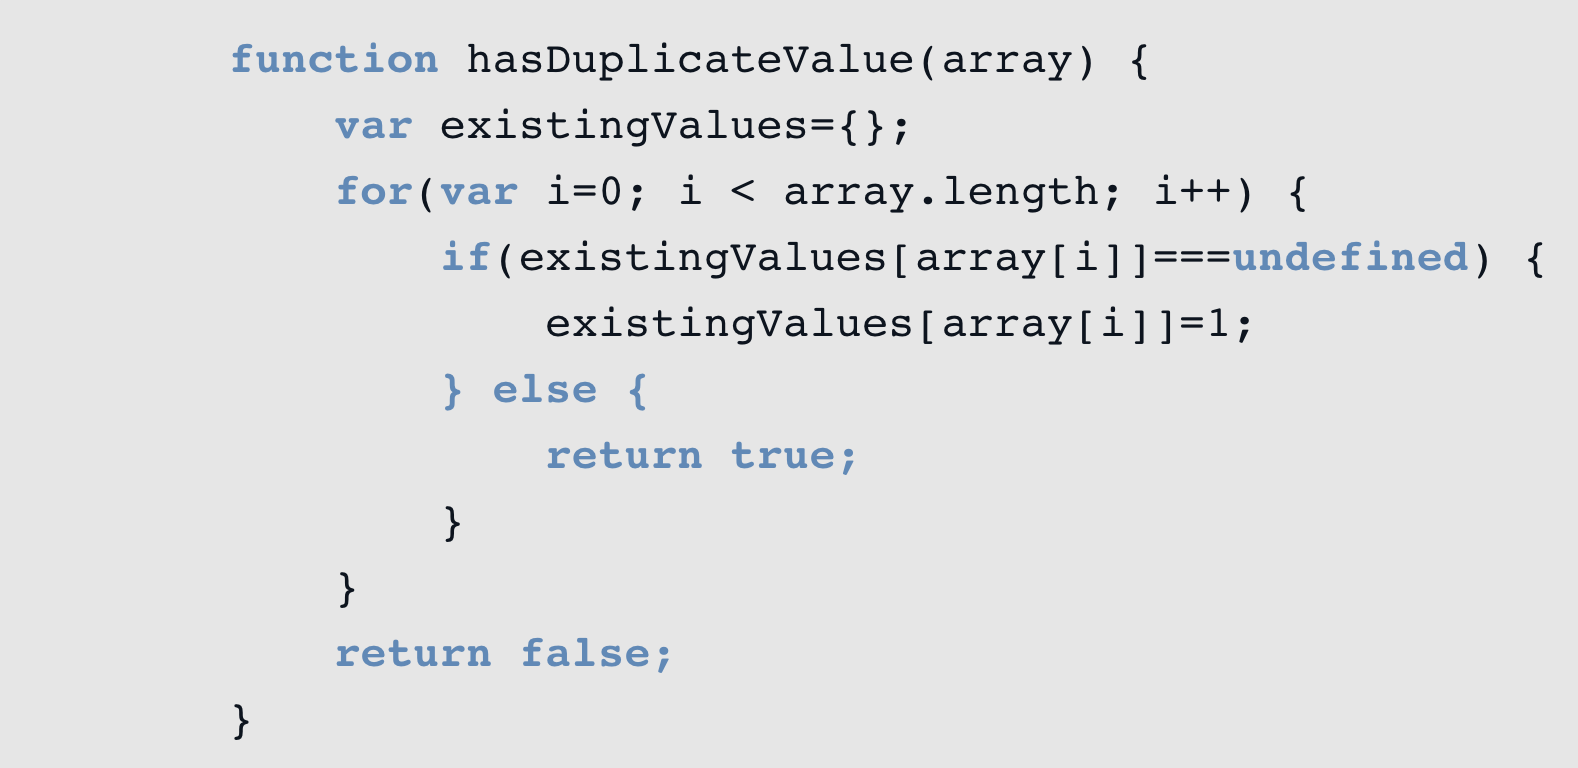 function hasDuplicateValue(array) {
var existingValues={};
for(var i=0; i < array.length; i++) {
if(existingValues[array[i]]===undefined) {
existingValues[array[i]]=1;
} else {
return true;
}
}
return false;
}